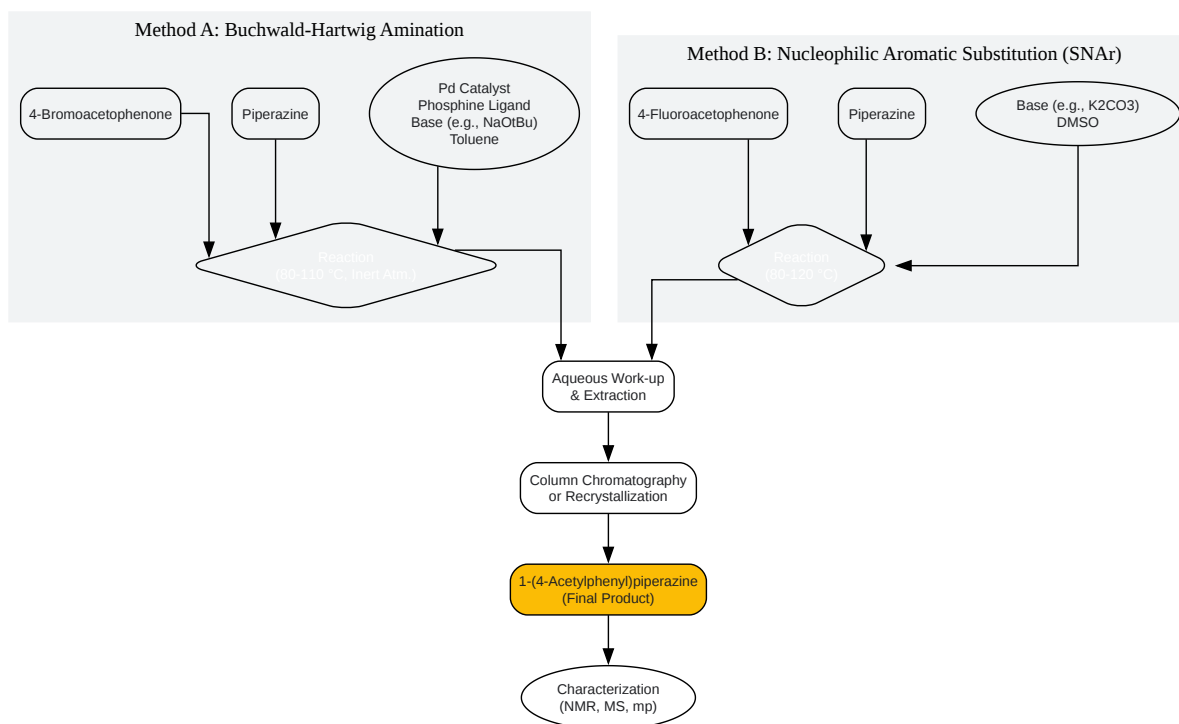 Method A: Buchwald-Hartwig Amination
4-Bromoacetophenone
Piperazine
Pd Catalyst
Phosphine Ligand
Base (e.g., NaOtBu)
Toluene
Reaction
(80-110 °C, Inert Atm.)
Method B: Nucleophilic Aromatic Substitution (SNAr)
4-Fluoroacetophenone
Piperazine
Base (e.g., K2CO3)
DMSO
Reaction
(80-120 °C)
Aqueous Work-up
& Extraction
Column Chromatography
or Recrystallization
1-(4-Acetylphenyl)piperazine
(Final Product)
Characterization
(NMR, MS, mp)